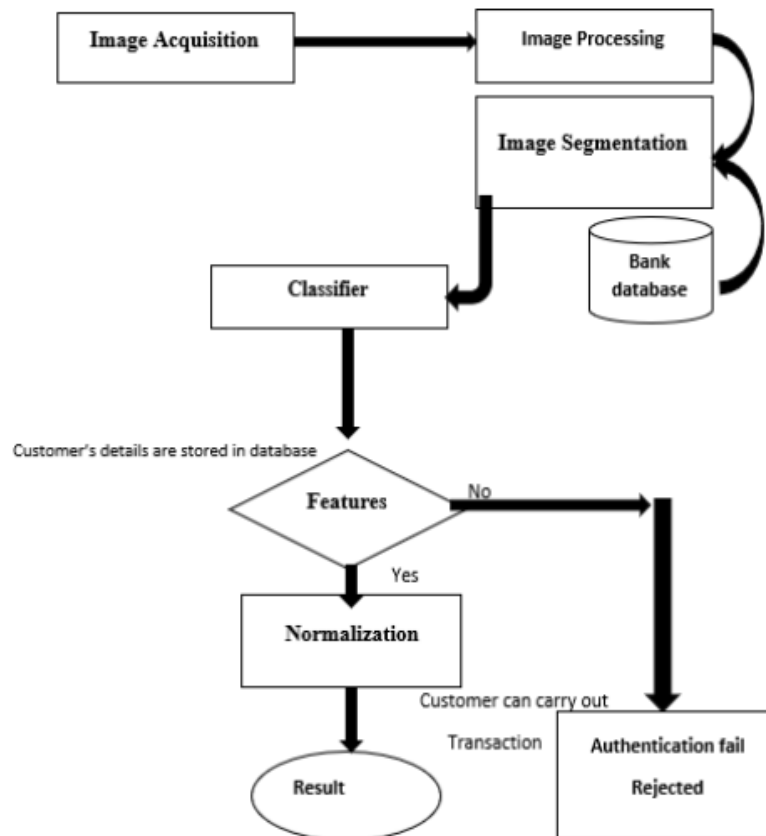 Image Acquisition
Image Processing
Image Segmentation
Bank
database
Classifier
Customer's details are stored in database
Features
No
Yes
Normalization
Customer can carry out
Transaction
Authentication fail
Rejected
Result